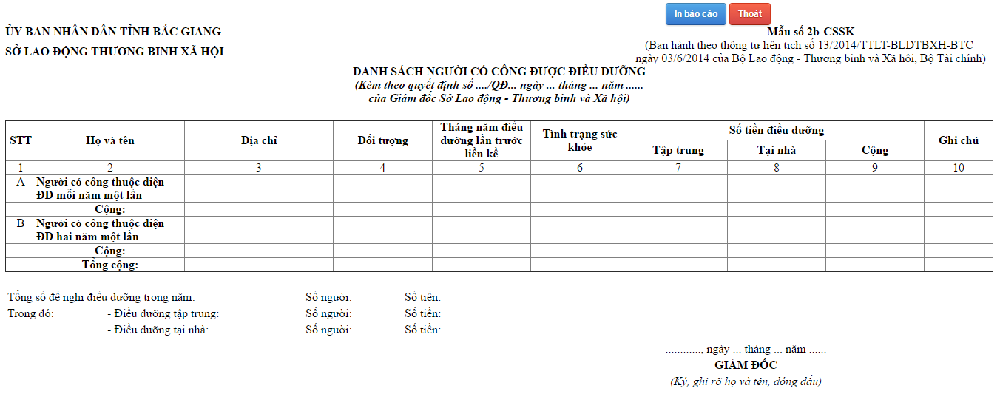 In báo cáo Thoát
ỦY BAN NHÂN DÂN TỈNH BẮC GIANG
SỞ LAO ĐỘNG THƯƠNG BINH XÃ HỘI
Mẫu số 2b-CSSK
(Ban hành theo thông tư liên tịch số 13/2014/TTLT-BLDTBXH-BTC
ngày 03/6/2014 của Bộ Lao động - Thương binh và Xã hôi, Bộ Tài chính)
DANH SÁCH NGƯỜI CÓ CÔNG ĐƯỢC ĐIỀU DƯỠNG
(Kèm theo quyết định số ..../QĐ... ngày ... tháng ... năm ......
của Giám đốc Sở Lao động - Thương binh và Xã hội)
STT
Họ và tên
Địa chỉ
Đối tượng
Tháng năm điều
dưỡng lần trước
liền kề
Tình trạng sức
khỏe
Số tiền điều dưỡng
Tập trung
Tại nhà
Cộng
Ghi chú
1 2 3 4 5 6 7 8 9 10
A Người có công thuộc diện
ĐD mỗi năm một lần
Cộng:
B Người có công thuộc diện
ĐD hai năm một lần
Cộng:
Tổng cộng:
Tổng số đề nghị điều dưỡng trong năm: Số người: Số tiền:
Trong đó: - Điều dưỡng tập trung: Số người: Số tiền:
- Điều dưỡng tại nhà: Số người: Số tiền:
............., ngày ... tháng ... năm ......
GIÁM ĐỐC
(Ký, ghi rõ họ và tên, đóng dấu)